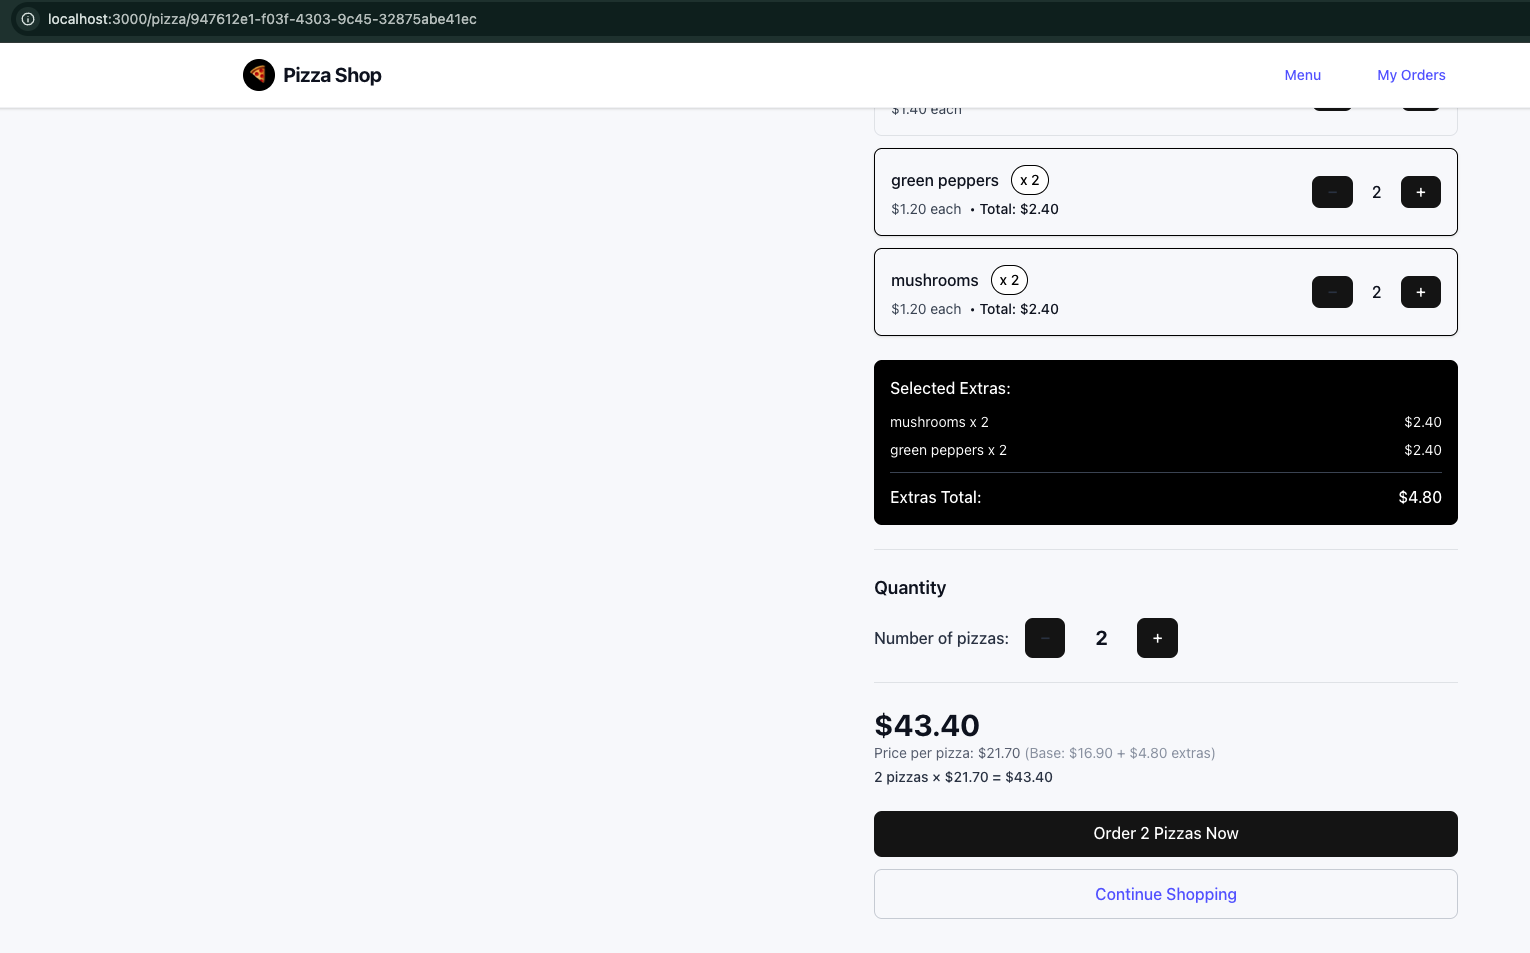 localhost:3000/pizza/947612e1-f03f-4303-9c45-32875abe41ec
Pizza Shop
Menu
My Orders
$1.40 each
green peppers x 2
$1.20 each • Total: $2.40
− 2 +
mushrooms x 2
$1.20 each • Total: $2.40
− 2 +
Selected Extras:
mushrooms x 2 $2.40
green peppers x 2 $2.40
Extras Total: $4.80
Quantity
Number of pizzas: − 2 +
$43.40
Price per pizza: $21.70 (Base: $16.90 + $4.80 extras)
2 pizzas × $21.70 = $43.40
Order 2 Pizzas Now
Continue Shopping